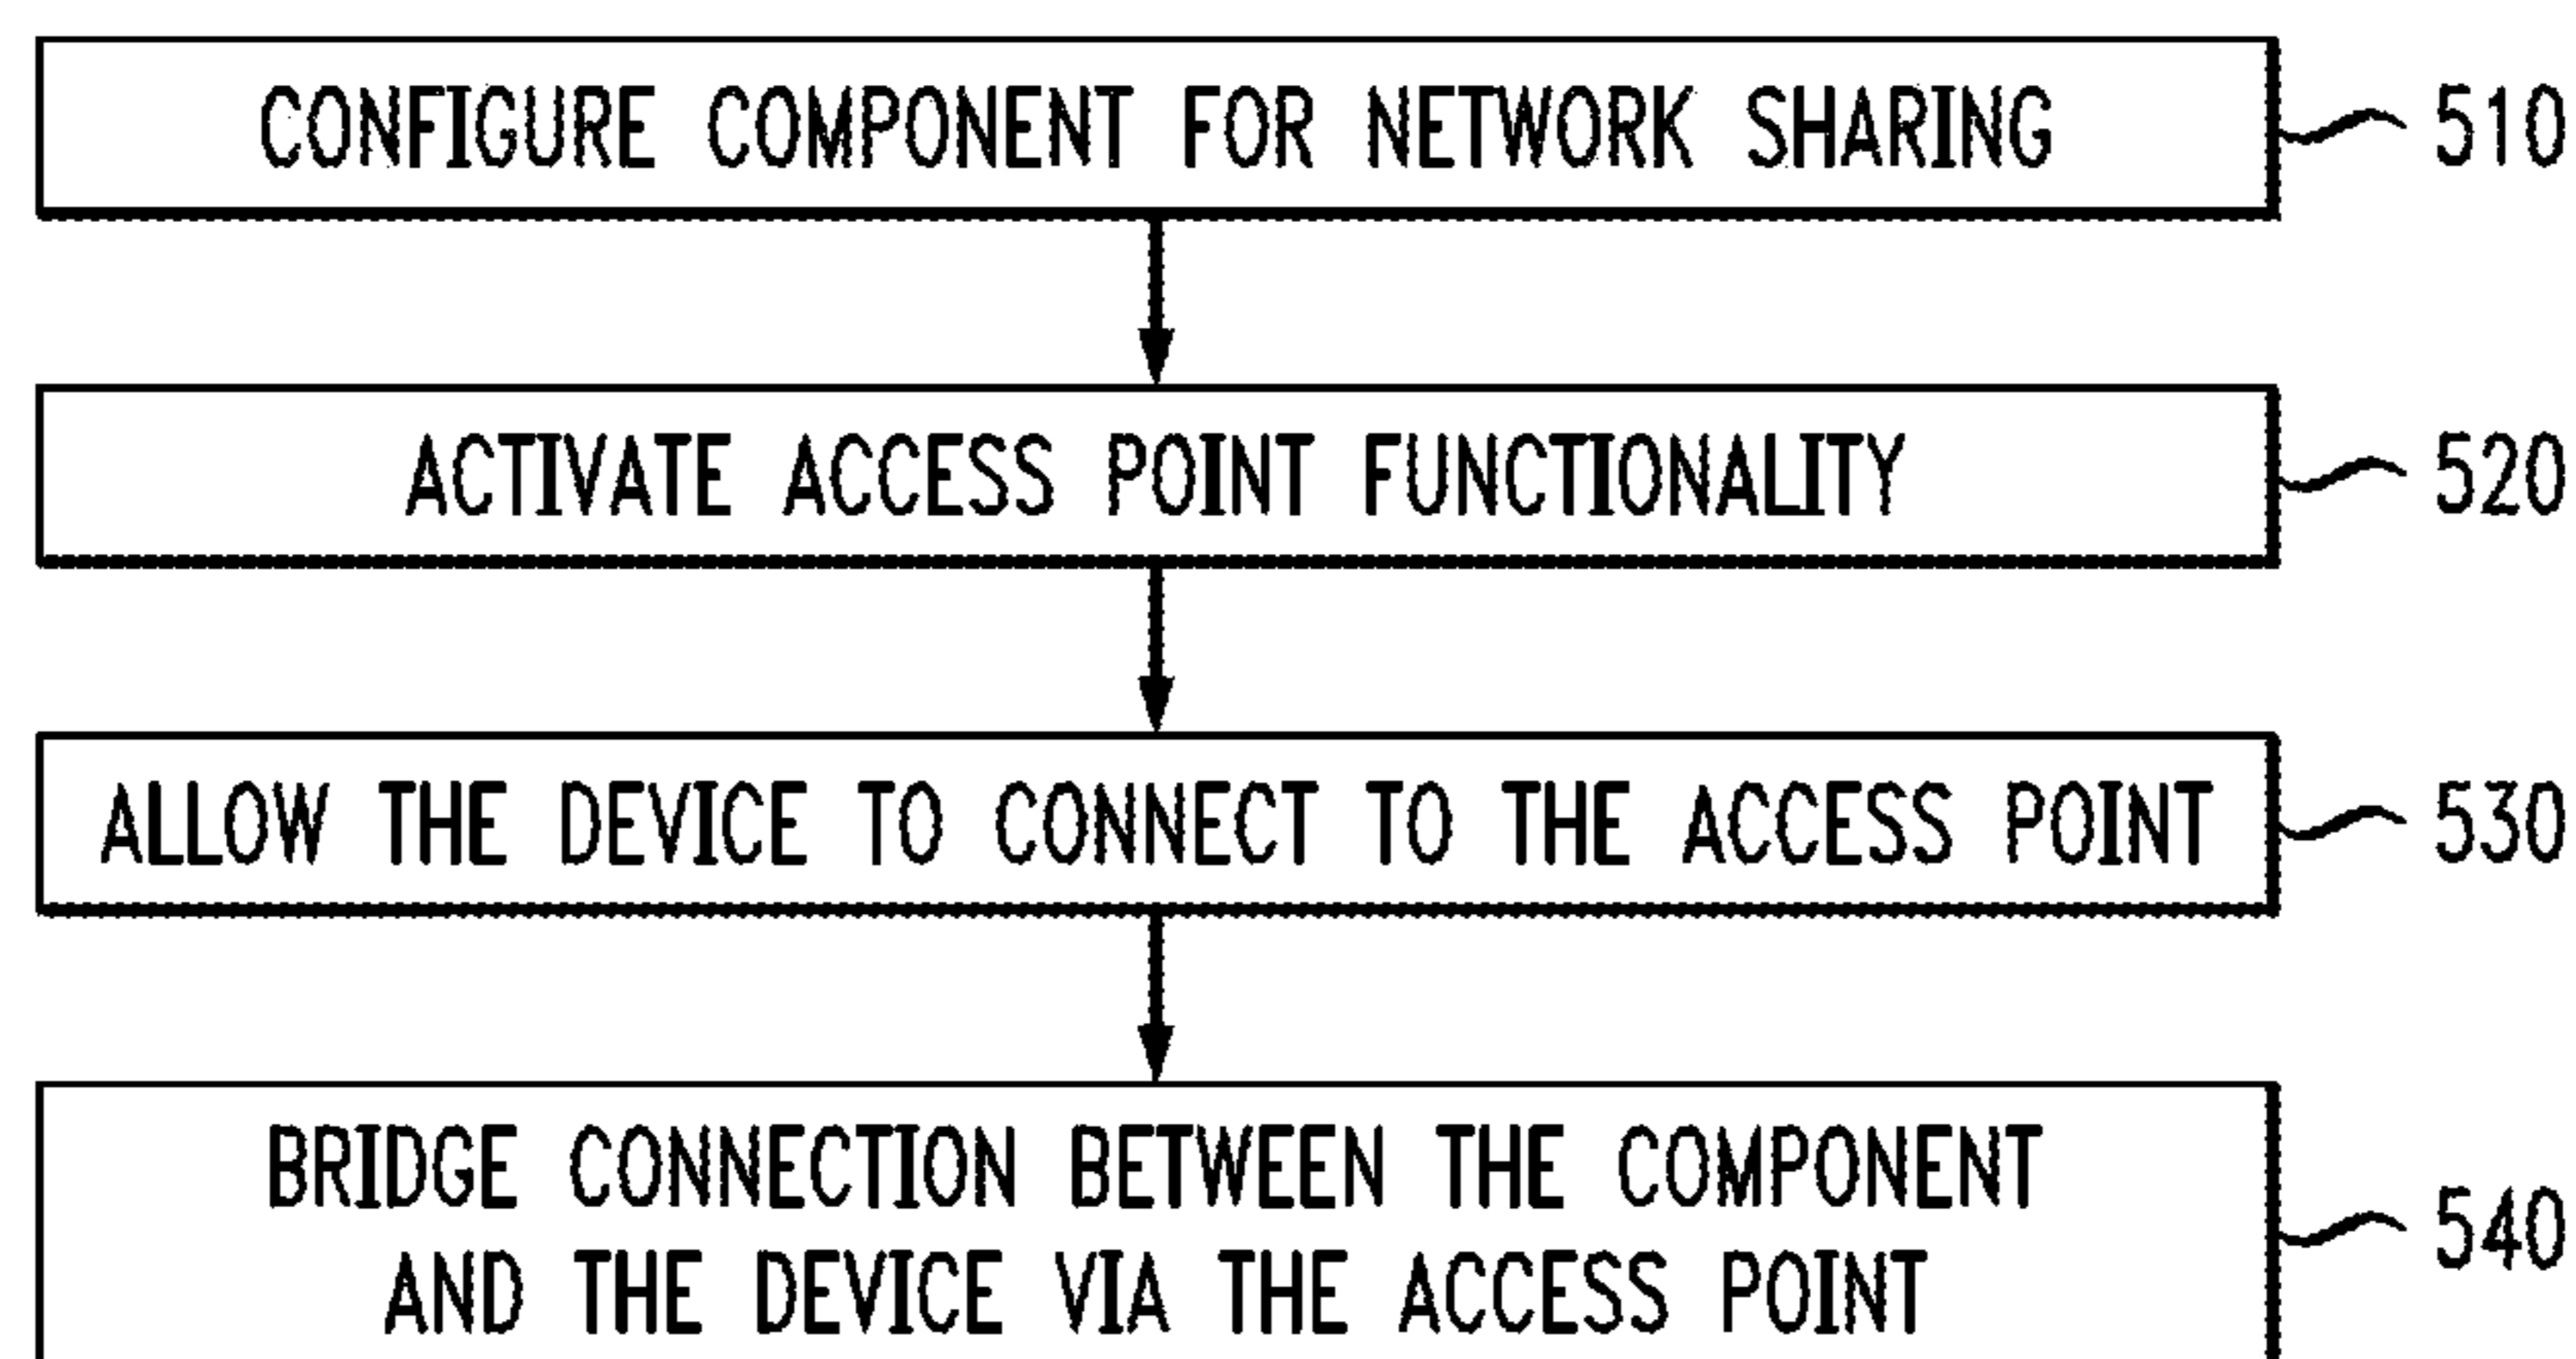 CONFIGURE COMPONENT FOR NETWORK SHARING 510
ACTIVATE ACCESS POINT FUNCTIONALITY 520
ALLOW THE DEVICE TO CONNECT TO THE ACCESS POINT 530
BRIDGE CONNECTION BETWEEN THE COMPONENT
AND THE DEVICE VIA THE ACCESS POINT
540